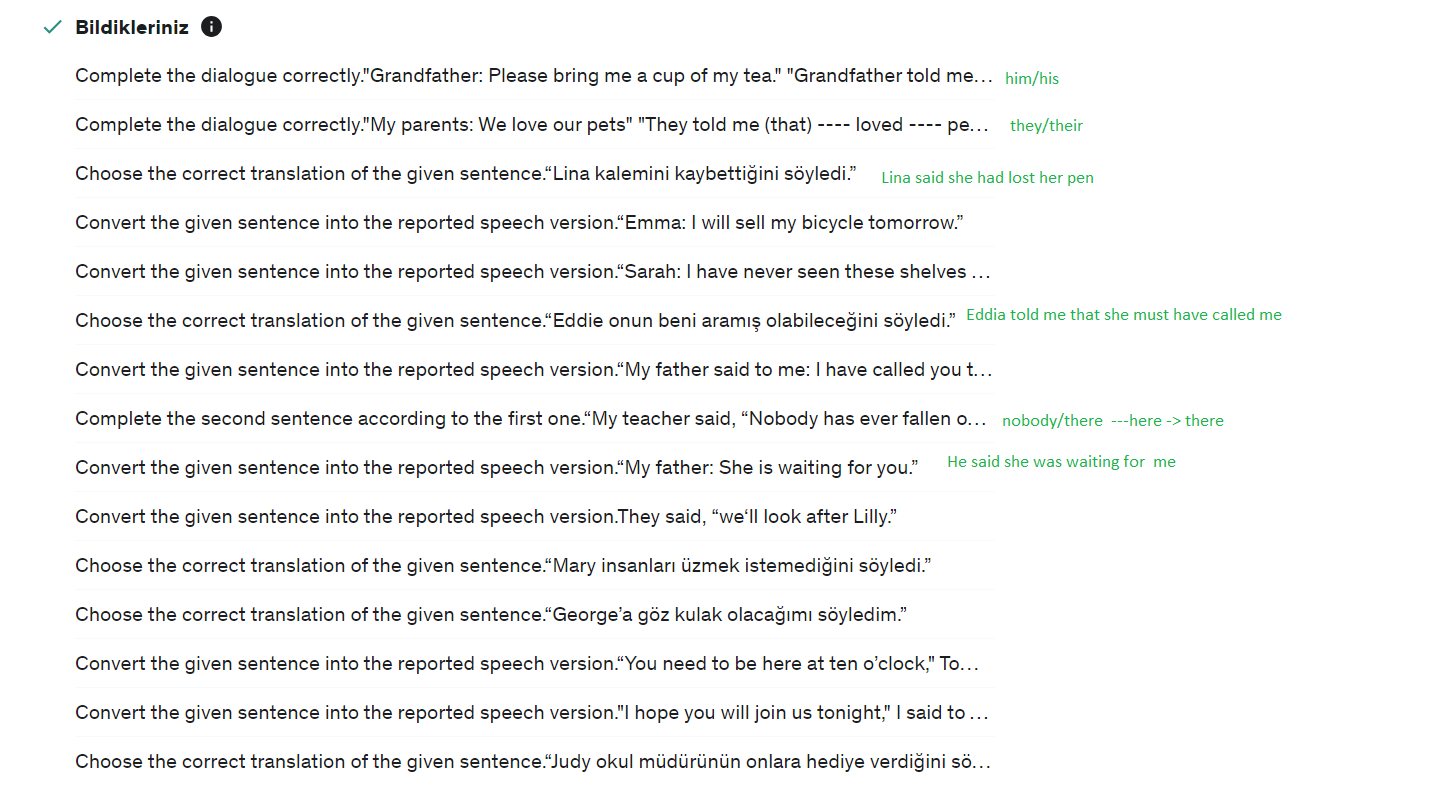 Bildikleriniz
Complete the dialogue correctly."Grandfather: Please bring me a cup of my tea." "Grandfather told me... him/his
Complete the dialogue correctly."My parents: We love our pets" "They told me (that) ---- loved ---- pe... they/their
Choose the correct translation of the given sentence.“Lina kalemini kaybettiğini söyledi.” Lina said she had lost her pen
Convert the given sentence into the reported speech version.“Emma: I will sell my bicycle tomorrow.”
Convert the given sentence into the reported speech version.“Sarah: I have never seen these shelves ...
Choose the correct translation of the given sentence.“Eddie onun beni aramış olabileceğini söyledi.” Eddia told me that she must have called me
Convert the given sentence into the reported speech version.“My father said to me: I have called you t...
Complete the second sentence according to the first one.“My teacher said, “Nobody has ever fallen o... nobody/there ---here -> there
Convert the given sentence into the reported speech version.“My father: She is waiting for you.” He said she was waiting for me
Convert the given sentence into the reported speech version.They said, “we‘ll look after Lilly.”
Choose the correct translation of the given sentence.“Mary insanları üzmek istemediğini söyledi.”
Choose the correct translation of the given sentence.“George’a göz kulak olacağımı söyledim.”
Convert the given sentence into the reported speech version.“You need to be here at ten o’clock," To...
Convert the given sentence into the reported speech version."I hope you will join us tonight," I said to ...
Choose the correct translation of the given sentence.“Judy okul müdürünün onlara hediye verdiğini sö...